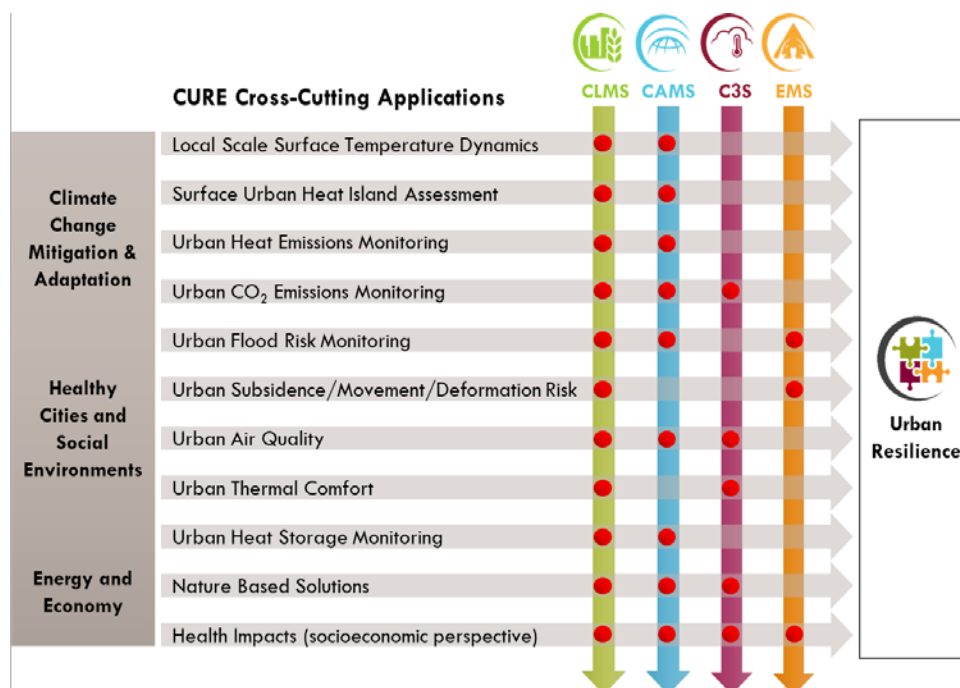 CURE Cross-Cutting Applications
CLMS CAMS C3S EMS
Climate
Change
Mitigation &
Adaptation
Healthy
Cities and
Social
Environments
Energy and
Economy
Local Scale Surface Temperature Dynamics
Surface Urban Heat Island Assessment
Urban Heat Emissions Monitoring
Urban CO₂ Emissions Monitoring
Urban Flood Risk Monitoring
Urban Subsidence/Movement/Deformation Risk
Urban Air Quality
Urban Thermal Comfort
Urban Heat Storage Monitoring
Nature Based Solutions
Health Impacts (socioeconomic perspective)
Urban
Resilience